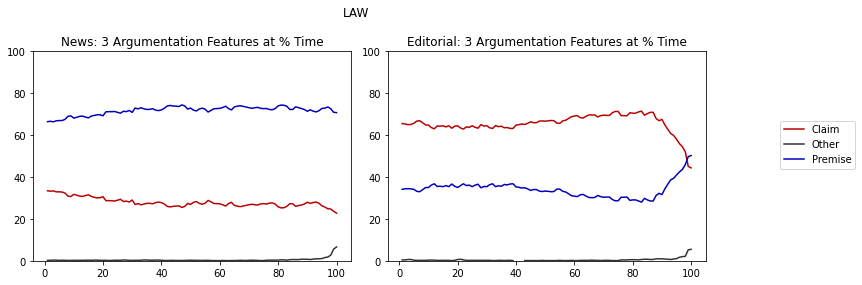 LAW
News: 3 Argumentation Features at % Time
100
80
60
40
20
0
0 20 40 60 80 100
Editorial: 3 Argumentation Features at % Time
100
80
60
40
20
0
0 20 40 60 80 100
Claim
Other
Premise